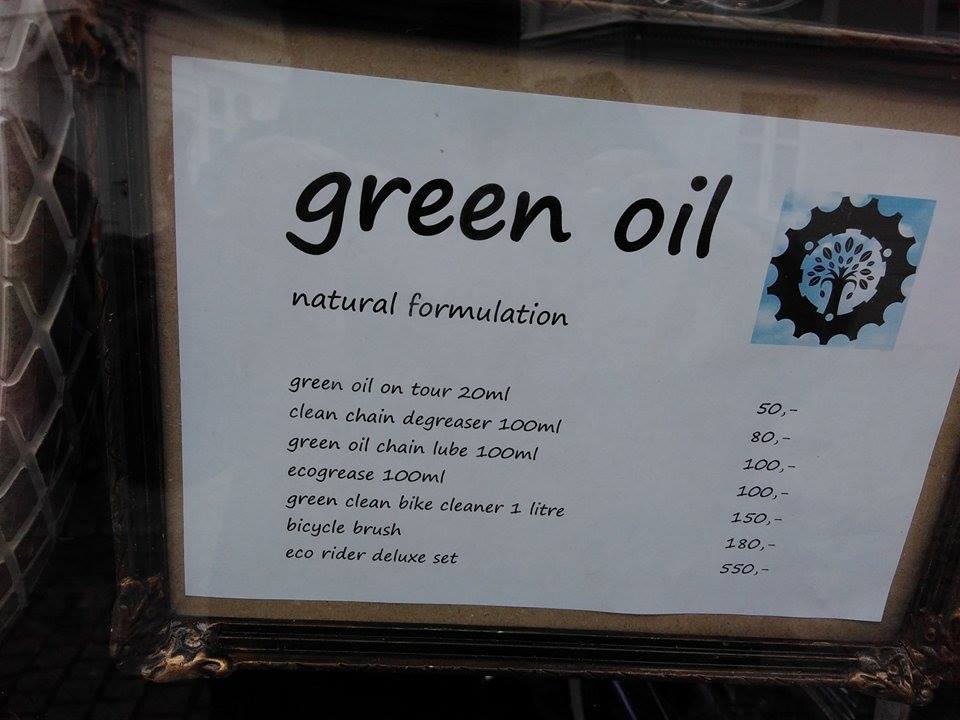 green oil
natural formulation
green oil on tour 20ml 50,-
clean chain degreaser 100ml 80,-
green oil chain lube 100ml 100,-
ecogrease 100ml 100,-
green clean bike cleaner 1 litre 150,-
bicycle brush 180,-
eco rider deluxe set 550,-